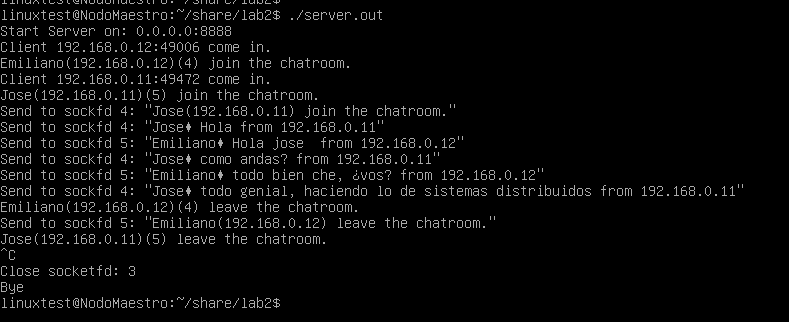 linuxtest@NodoMaestro:~/share/lab2$
linuxtest@NodoMaestro:~/share/lab2$ ./server.out
Start Server on: 0.0.0.0:8888
Client 192.168.0.12:49006 come in.
Emiliano(192.168.0.12)(4) join the chatroom.
Client 192.168.0.11:49472 come in.
Jose(192.168.0.11)(5) join the chatroom.
Send to sockfd 4: "Jose(192.168.0.11) join the chatroom."
Send to sockfd 4: "Jose♦ Hola from 192.168.0.11"
Send to sockfd 5: "Emiliano♦ Hola jose  from 192.168.0.12"
Send to sockfd 4: "Jose♦ como andas? from 192.168.0.11"
Send to sockfd 5: "Emiliano♦ todo bien che, ¿vos? from 192.168.0.12"
Send to sockfd 4: "Jose♦ todo genial, haciendo lo de sistemas distribuidos from 192.168.0.11"
Emiliano(192.168.0.12)(4) leave the chatroom.
Send to sockfd 5: "Emiliano(192.168.0.12) leave the chatroom."
Jose(192.168.0.11)(5) leave the chatroom.
^C
Close socketfd: 3
Bye
linuxtest@NodoMaestro:~/share/lab2$